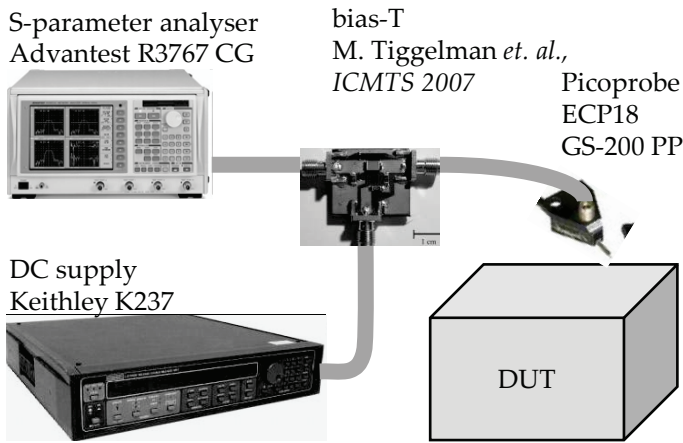 S-parameter analyser
Advantest R3767 CG
bias-T
M. Tiggelman et. al.,
ICMTS 2007
Picoprobe
ECP18
GS-200 PP
1 cm
DC supply
Keithley K237
DUT